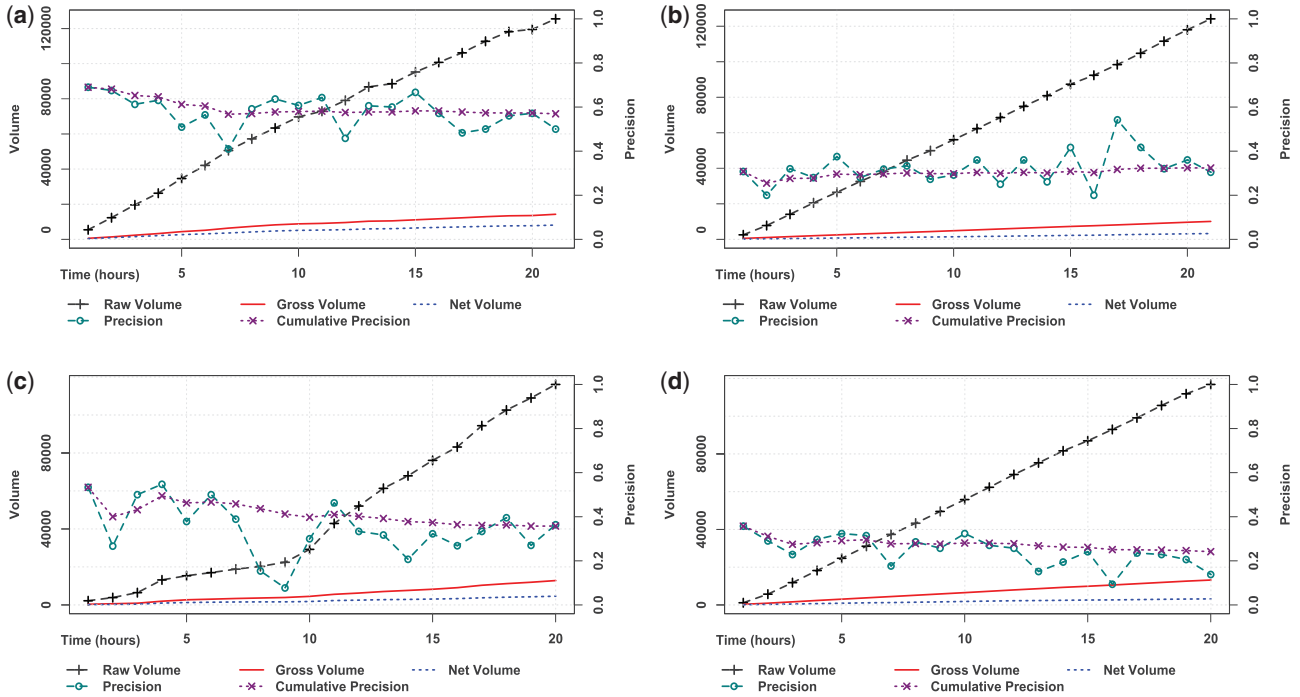 (a)
Volume
0
40000
80000
120000
0.0
0.2
0.4
0.6
0.8
1.0
Precision
Time (hours)
5
10
15
20
Raw Volume
Gross Volume
Net Volume
Precision
Cumulative Precision
(b)
Volume
0
40000
80000
120000
0.0
0.2
0.4
0.6
0.8
1.0
Precision
Time (hours)
5
10
15
20
Raw Volume
Gross Volume
Net Volume
Precision
Cumulative Precision
(c)
Volume
0
40000
80000
0.0
0.2
0.4
0.6
0.8
1.0
Precision
Time (hours)
5
10
15
20
Raw Volume
Gross Volume
Net Volume
Precision
Cumulative Precision
(d)
Volume
0
40000
80000
0.0
0.2
0.4
0.6
0.8
1.0
Precision
Time (hours)
5
10
15
20
Raw Volume
Gross Volume
Net Volume
Precision
Cumulative Precision